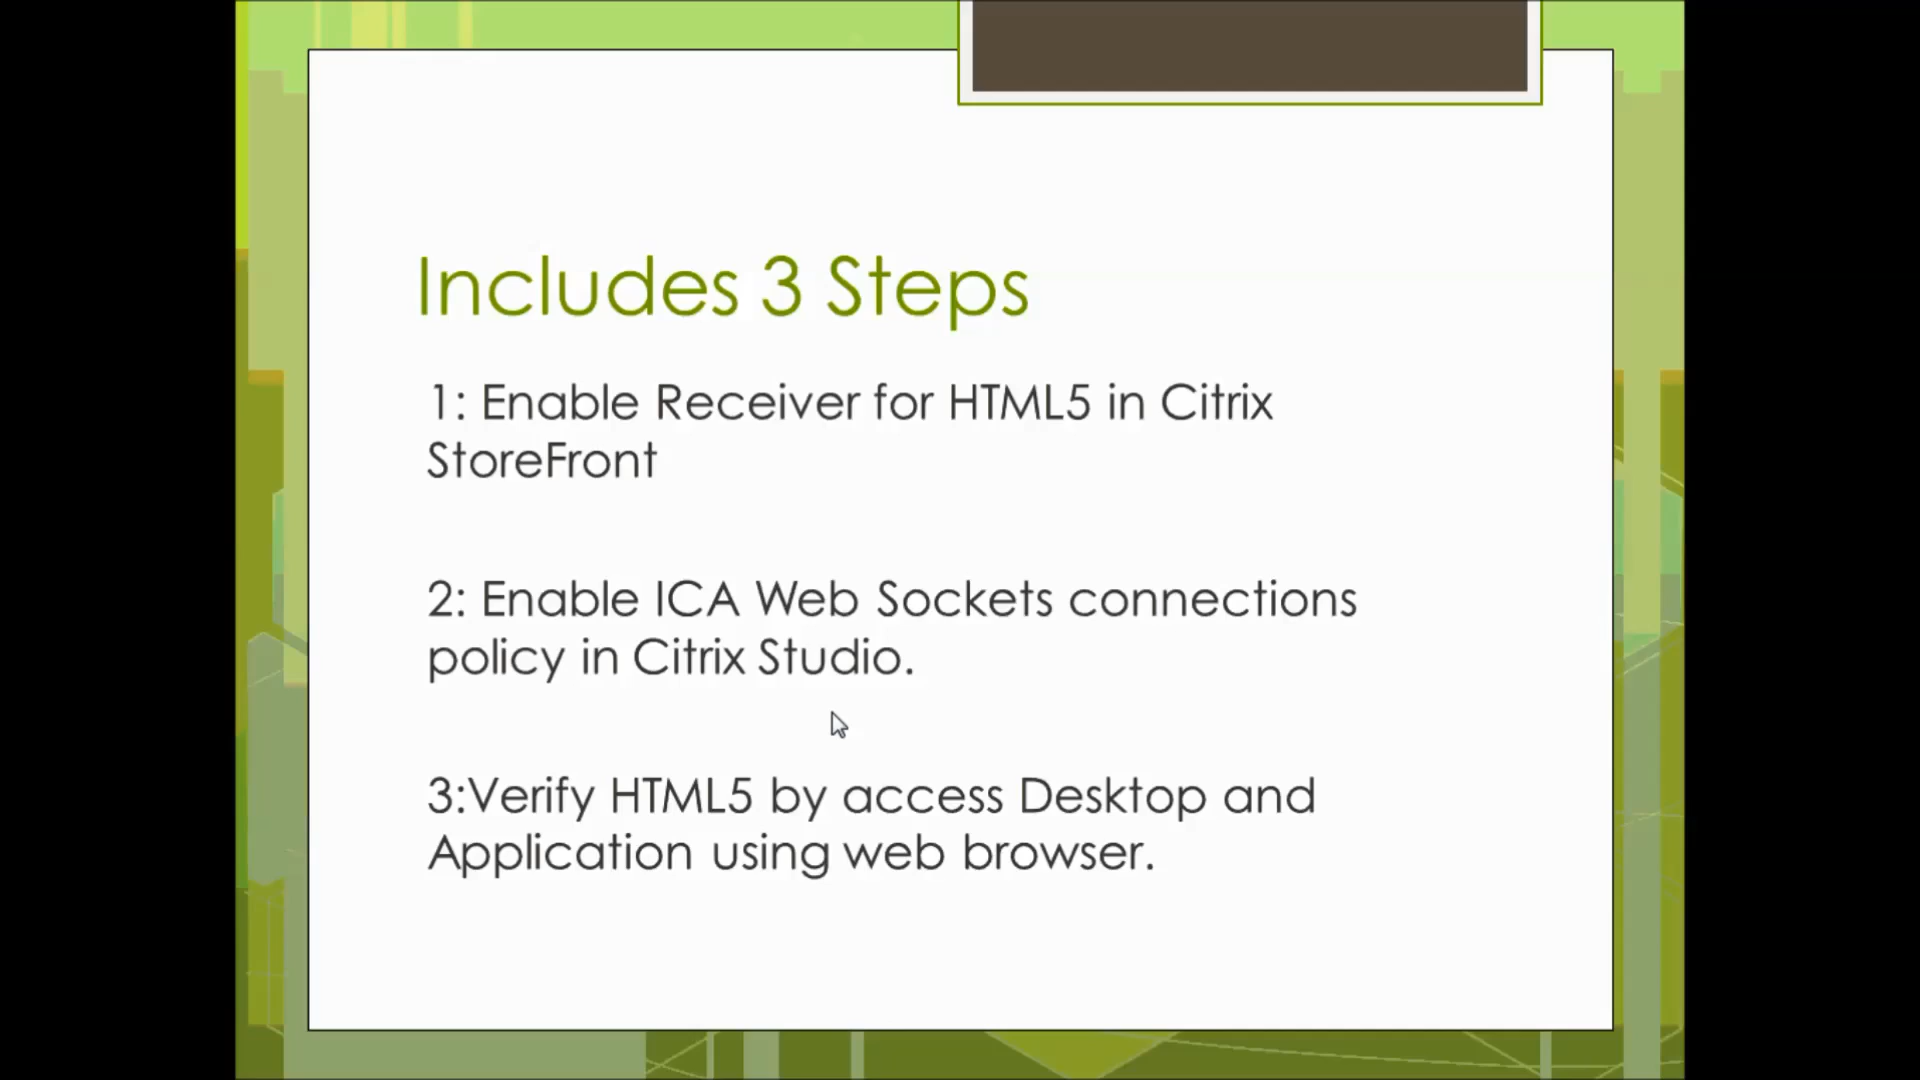 Includes 3 Steps
1: Enable Receiver for HTML5 in Citrix
StoreFront
2: Enable ICA Web Sockets connections
policy in Citrix Studio.
3:Verify HTML5 by access Desktop and
Application using web browser.